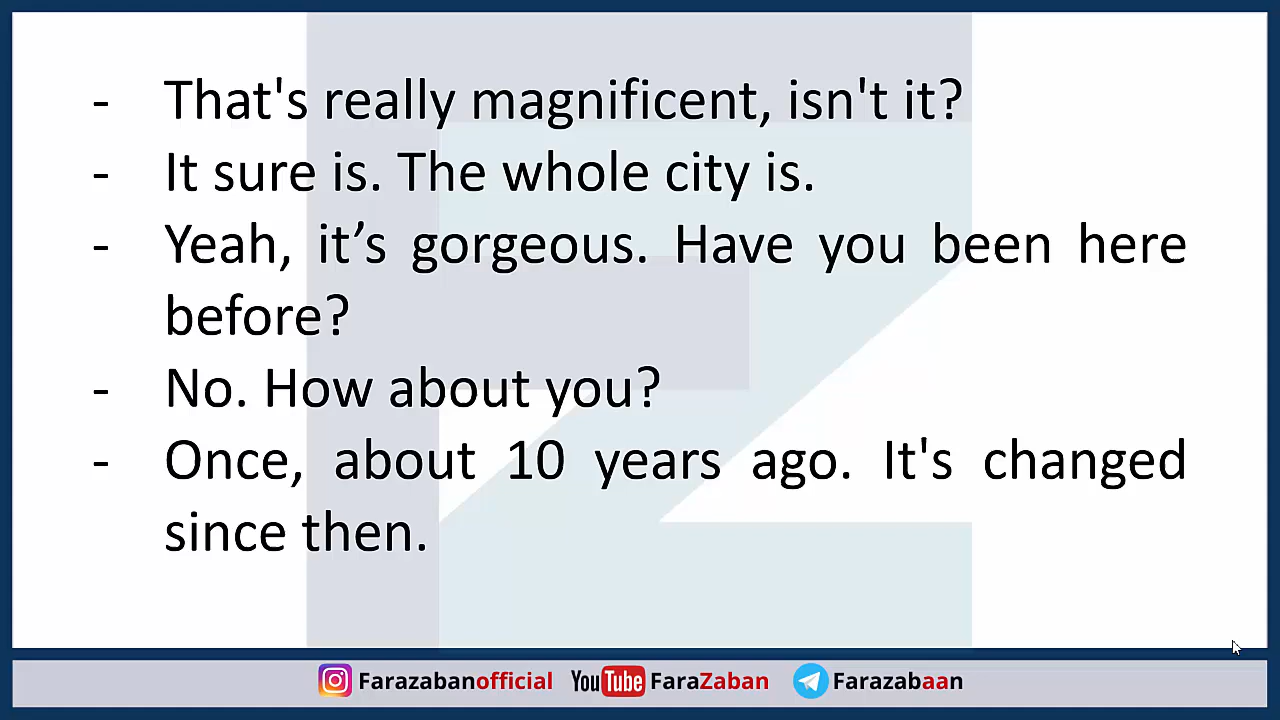 - That's really magnificent, isn't it?
- It sure is. The whole city is.
- Yeah, it’s gorgeous. Have you been here
before?
- No. How about you?
- Once, about 10 years ago. It's changed
since then.
Farazabanofficial YouTube FaraZaban Farazabaan